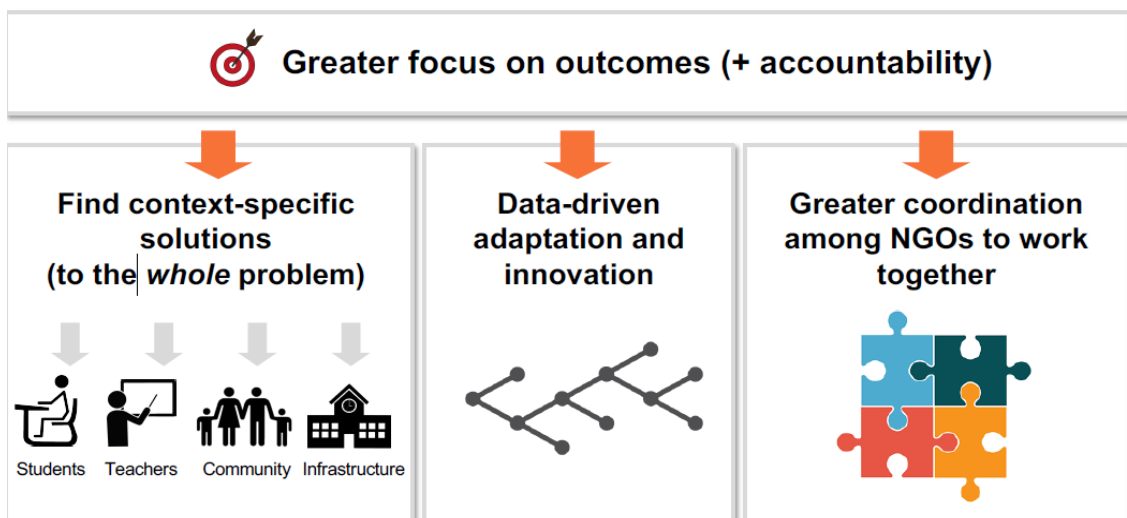 Greater focus on outcomes (+ accountability)
Find context-specific
solutions
(to the whole problem)
Data-driven
adaptation and
innovation
Greater coordination
among NGOs to work
together
Students
Teachers
Community
Infrastructure